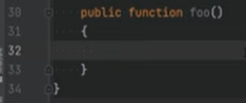 30 public function foo()
31 {
32
33 }
34 }